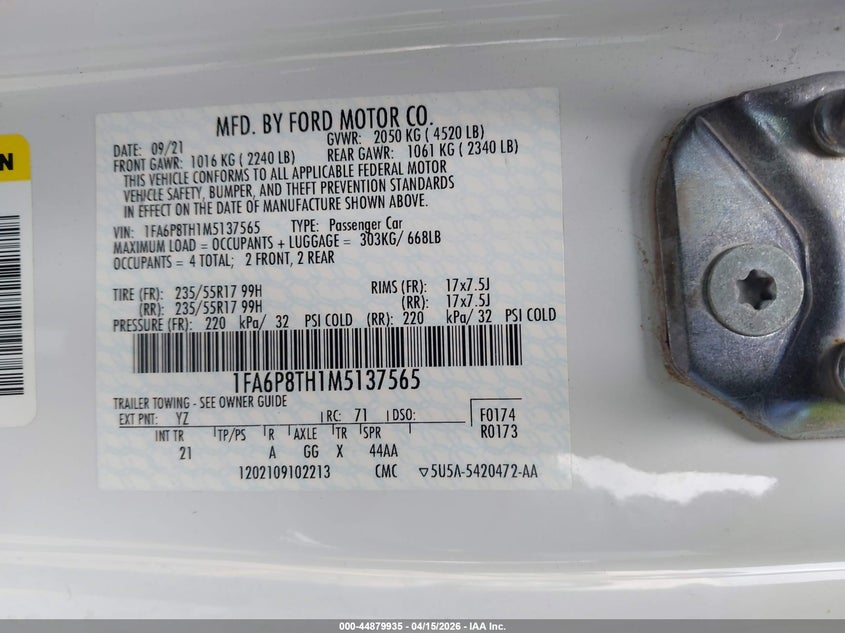 N
MFD. BY FORD MOTOR CO.
DATE: 09/21 GVWR: 2050 KG ( 4520 LB)
FRONT GAWR: 1016 KG ( 2240 LB) REAR GAWR: 1061 KG ( 2340 LB)
THIS VEHICLE CONFORMS TO ALL APPLICABLE FEDERAL MOTOR
VEHICLE SAFETY, BUMPER, AND THEFT PREVENTION STANDARDS
IN EFFECT ON THE DATE OF MANUFACTURE SHOWN ABOVE.
VIN: 1FA6P8TH1M5137565 TYPE: Passenger Car
MAXIMUM LOAD = OCCUPANTS + LUGGAGE = 303KG/ 668LB
OCCUPANTS = 4 TOTAL; 2 FRONT, 2 REAR
TIRE (FR): 235/55R17 99H RIMS (FR): 17x7.5J
(RR): 235/55R17 99H (RR): 17x7.5J
PRESSURE (FR): 220 kPa/ 32 PSI COLD (RR): 220 kPa/ 32 PSI COLD
1FA6P8TH1M5137565
TRAILER TOWING - SEE OWNER GUIDE
EXT PNT: YZ RC: 71 DSO: F0174
INT TR TP/PS R AXLE TR SPR R0173
21 A GG X 44AA
1202109102213 CMC ▽5U5A-5420472-AA
000-44879935 - 04/15/2026 - IAA Inc.